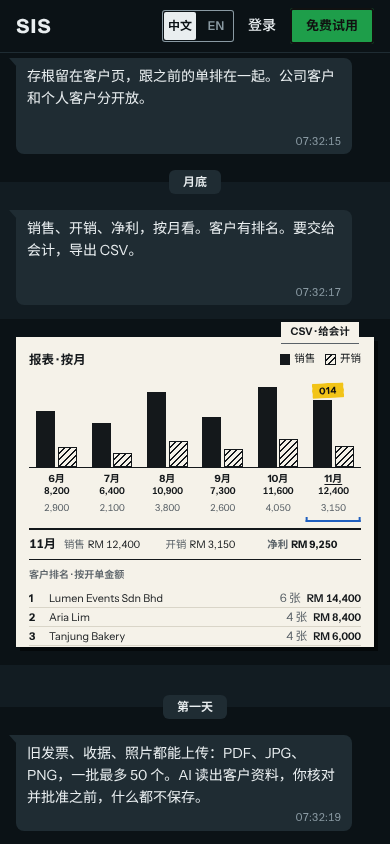 SIS
中文
EN
登录
免费试用
存根留在客户页，跟之前的单排在一起。公司客户
和个人客户分开放。
07:32:15
月底
销售、开销、净利，按月看。客户有排名。要交给
会计，导出 CSV。
07:32:17
CSV·给会计
报表·按月
销售
开销
014
6月 7月 8月 9月 10月 11月
8,200 6,400 10,900 7,300 11,600 12,400
2,900 2,100 3,800 2,600 4,050 3,150
11月 销售 RM 12,400 开销 RM 3,150 净利 RM 9,250
客户排名·按开单金额
1 Lumen Events Sdn Bhd 6 张 RM 14,400
2 Aria Lim 4 张 RM 8,400
3 Tanjung Bakery 4 张 RM 6,000
第一天
旧发票、收据、照片都能上传：PDF、JPG、
PNG，一批最多 50 个。AI 读出客户资料，你核对
并批准之前，什么都不保存。
07:32:19